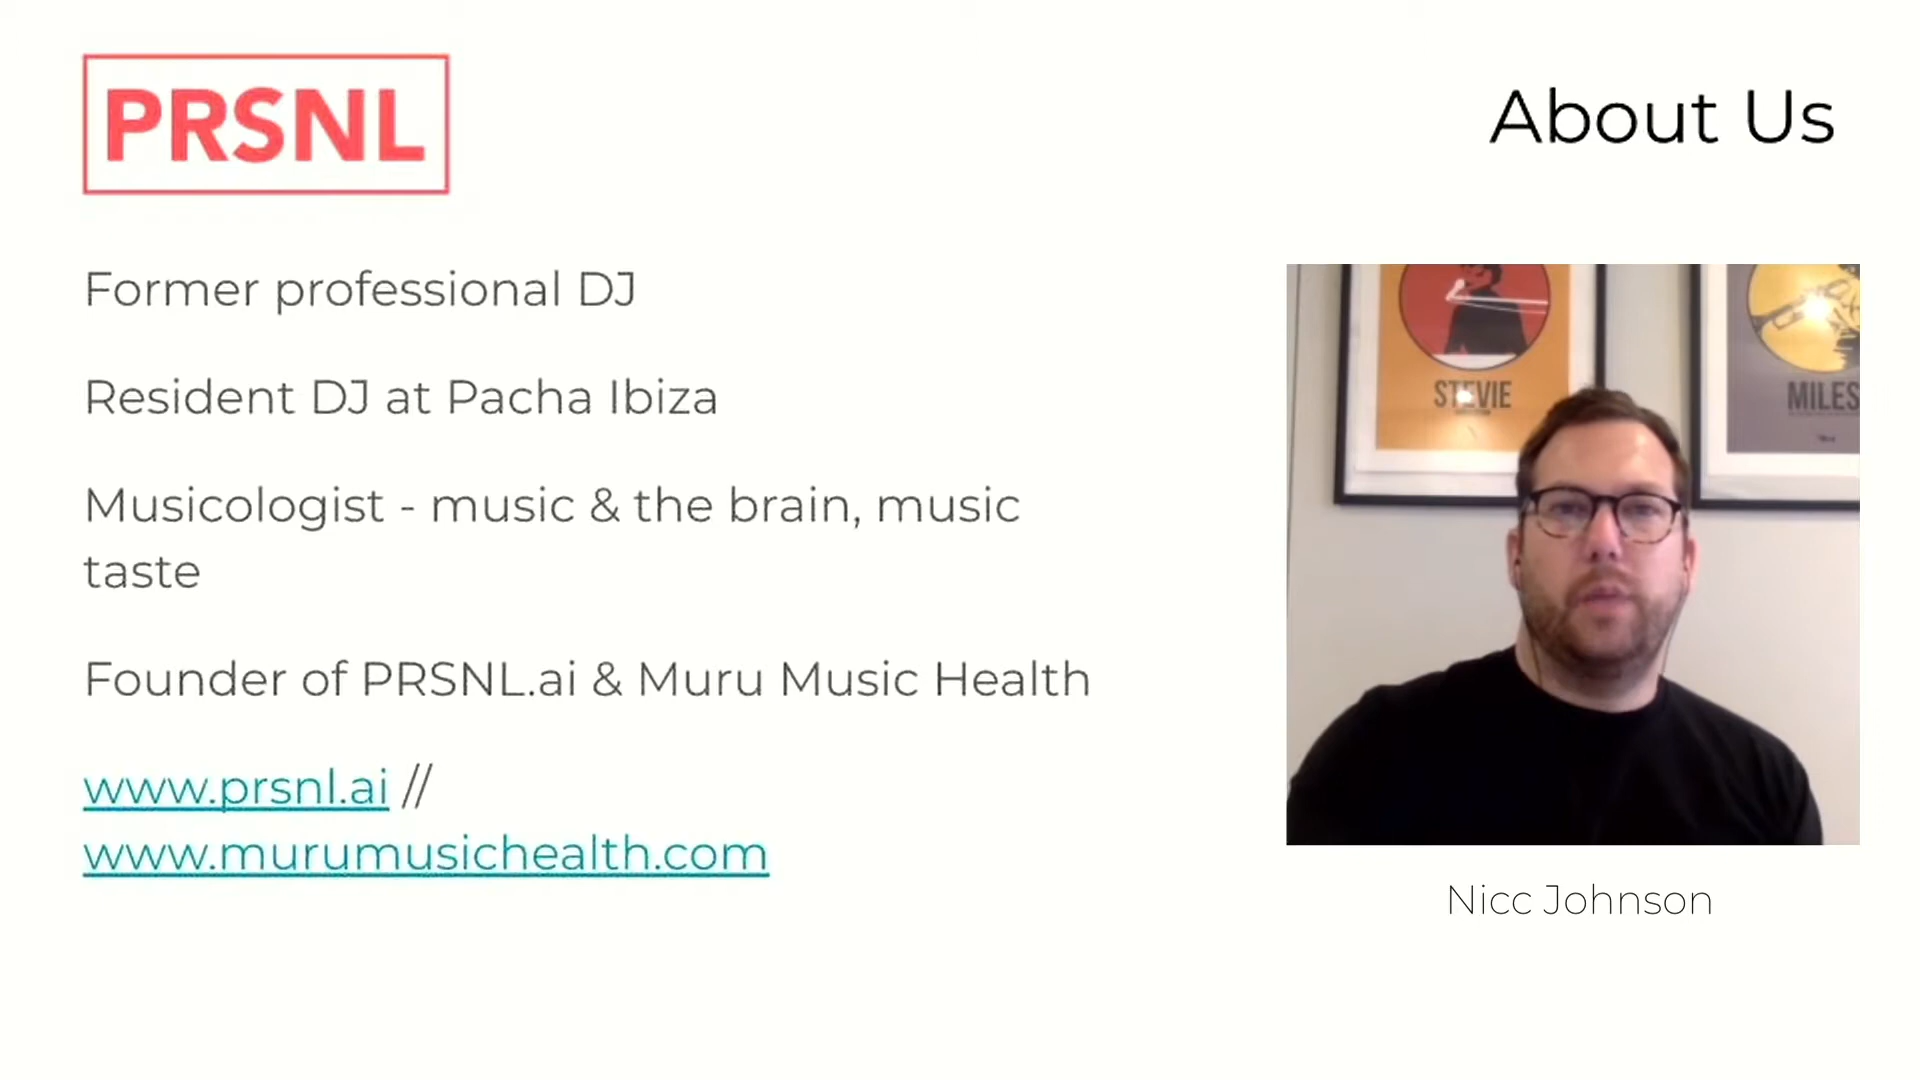 PRSNL
About Us
Former professional DJ
Resident DJ at Pacha Ibiza
Musicologist - music & the brain, music
taste
Founder of PRSNL.ai & Muru Music Health
www.prsnl.ai //
www.murumusichealth.com
STEVIE
MILES
Nicc Johnson